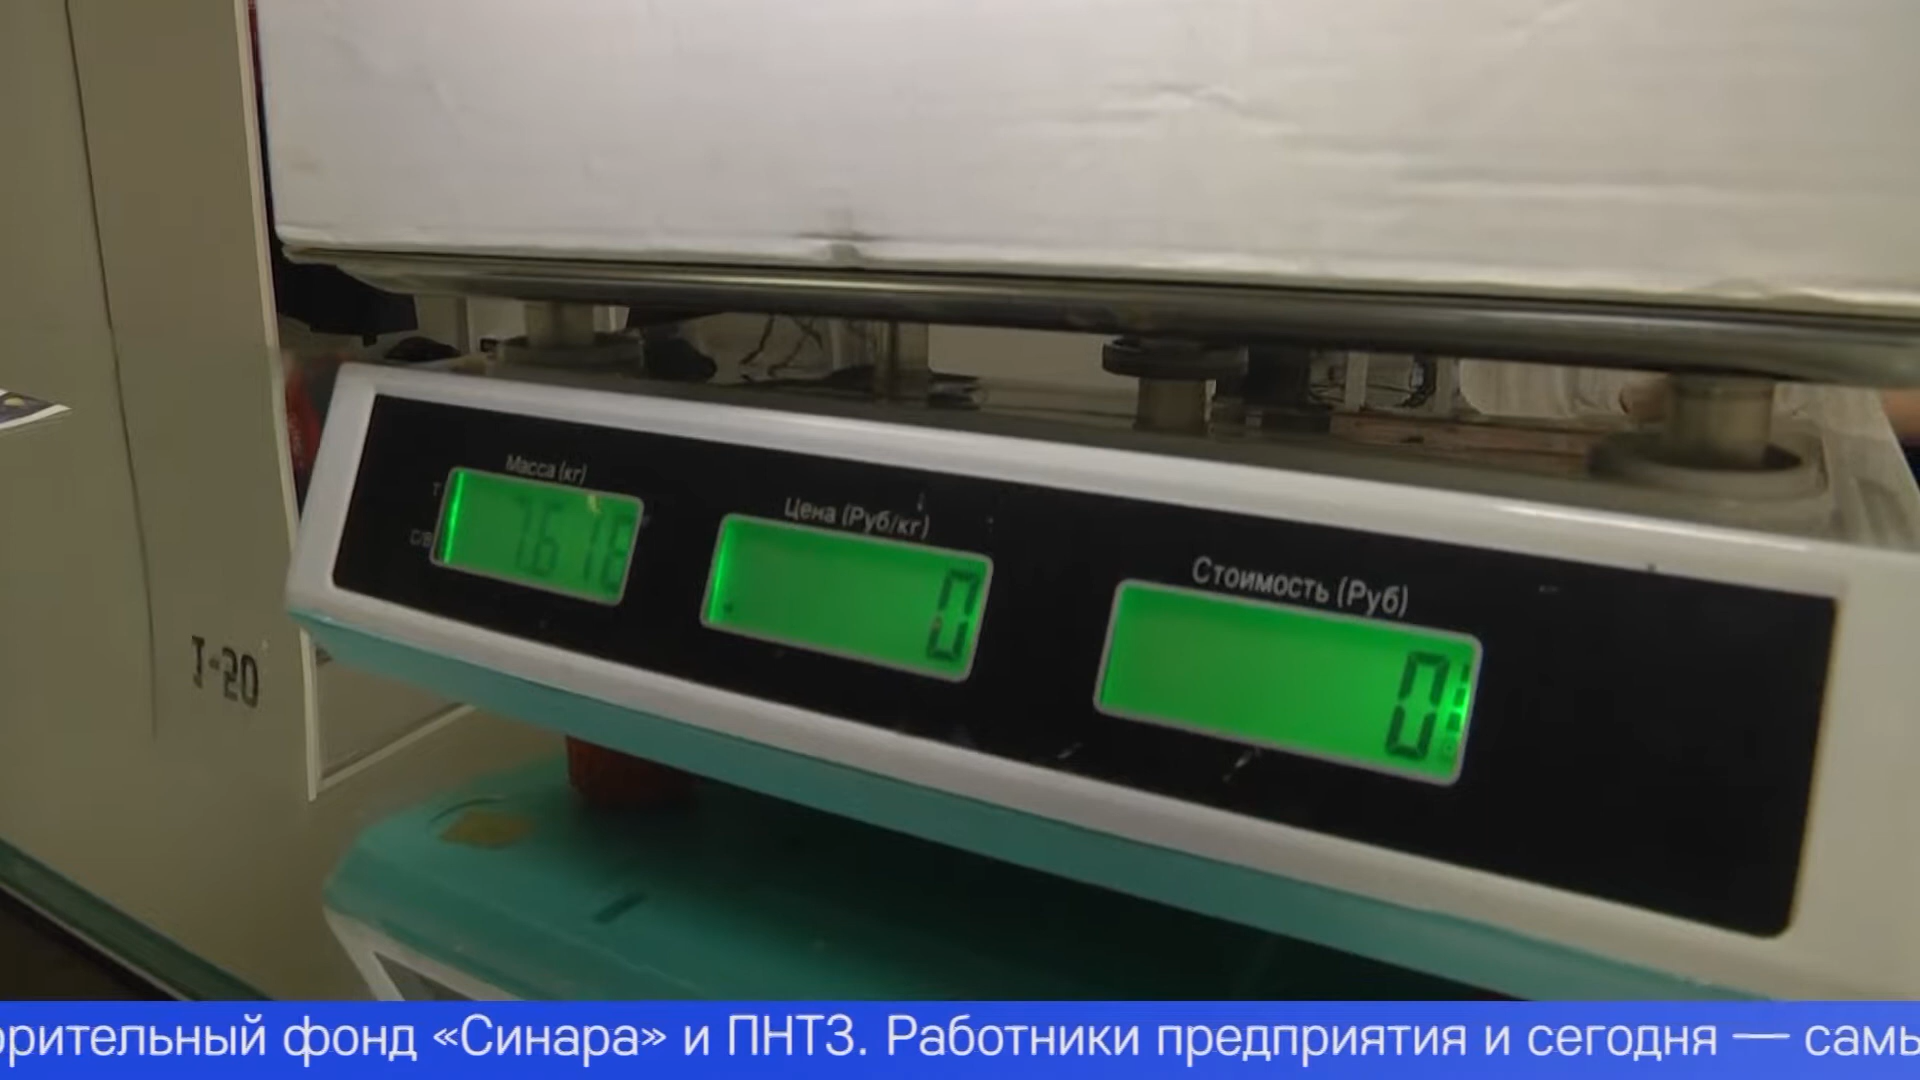 Масса (кг)
Т
С/В
7.618
Цена (Руб/кг)
0
Стоимость (Руб)
0
I-20
орительный фонд «Синара» и ПНТЗ. Работники предприятия и сегодня — самы